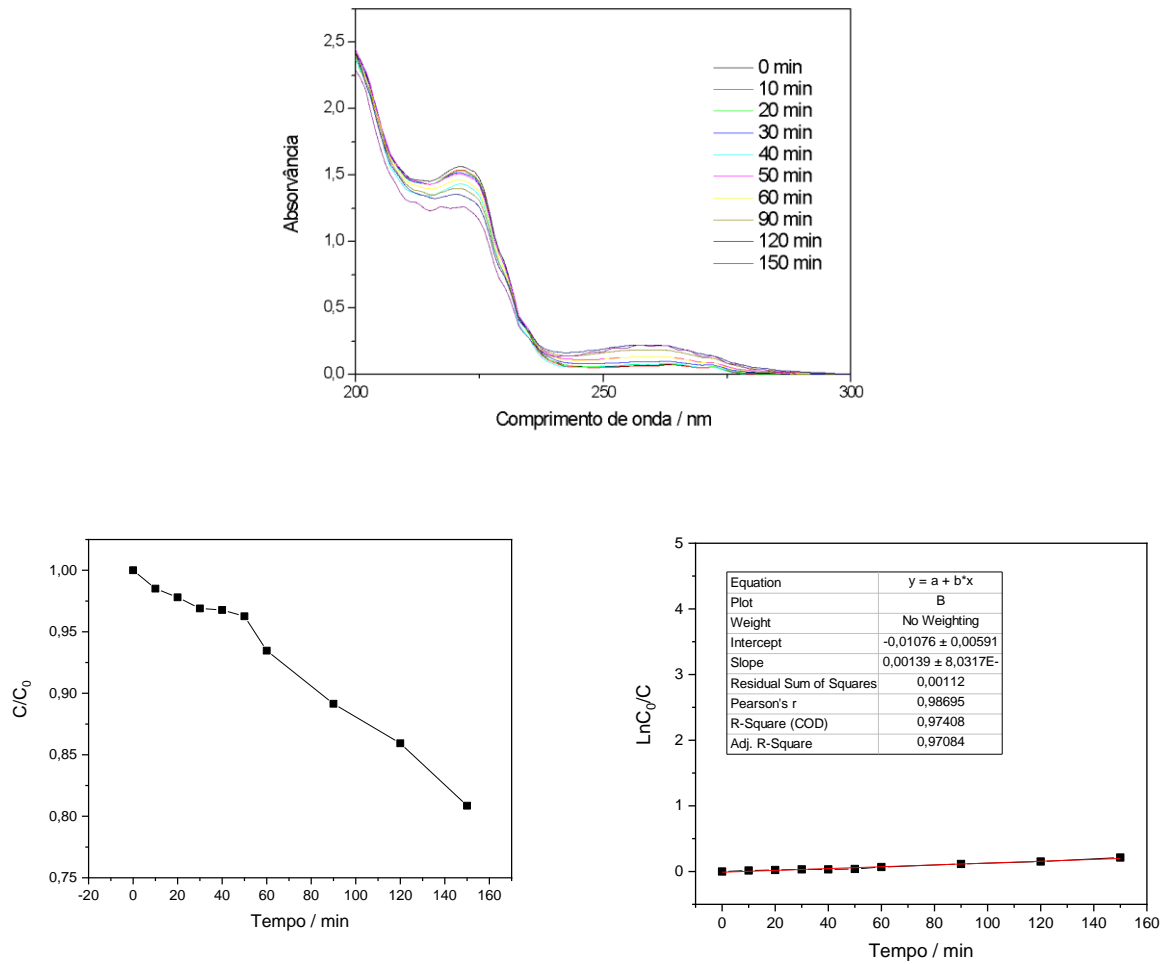 2,5
2,0
1,5
1,0
0,5
0,0
Absorvância
200
250
300
Comprimento de onda / nm
0 min
10 min
20 min
30 min
40 min
50 min
60 min
90 min
120 min
150 min
1,00
0,95
0,90
0,85
0,80
0,75
C/C₀
-20 0 20 40 60 80 100 120 140 160
Tempo / min
5
4
3
2
1
0
LnC₀/C
Equation y = a + b*x
Plot B
Weight No Weighting
Intercept -0,01076 ± 0,00591
Slope 0,00139 ± 8,0317E-
Residual Sum of Squares 0,00112
Pearson's r 0,98695
R-Square (COD) 0,97408
Adj. R-Square 0,97084
0 20 40 60 80 100 120 140 160
Tempo / min